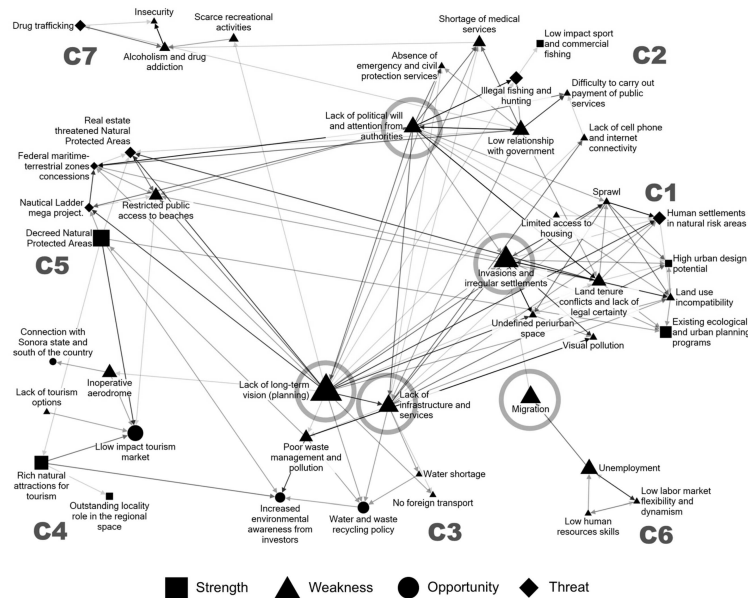 Insecurity
Drug trafficking
Alcoholism and drug
addiction
C7
Scarce recreational
activities
Shortage of medical
services
Absence of
emergency and civil
protection services
Low impact sport
and commercial
fishing
C2
Illegal fishing and
hunting
Difficulty to carry out
payment of public
services
Lack of political will
and attention from
authorities
Low relationship
with government
Lack of cell phone
and internet
connectivity
Real estate
threatened Natural
Protected Areas
Federal maritime-
terrestrial zones
concessions
Restricted public
access to beaches
Nautical Ladder
mega project.
Decreed Natural
Protected Areas
C5
Sprawl
C1
Human settlements
in natural risk areas
Limited access to
housing
High urban design
potential
Invasions and
irregular settlements
Land tenure
conflicts and lack of
legal certainty
Land use
incompatibility
Undefined periurban
space
Existing ecological
and urban planning
programs
Visual pollution
Connection with
Sonora state and
south of the country
Inoperative
aerodrome
Lack of tourism
options
Llow impact tourism
market
Rich natural
attractions for
tourism
Outstanding locality
role in the regional
space
C4
Lack of long-term
vision (planning)
Lack of
infrastructure and
services
Migration
Poor waste
management and
pollution
Water shortage
No foreign transport
Increased
environmental
awareness from
investors
Water and waste
recycling policy
C3
Unemployment
Low labor market
flexibility and
dynamism
Low human
resources skills
C6
Strength
Weakness
Opportunity
Threat